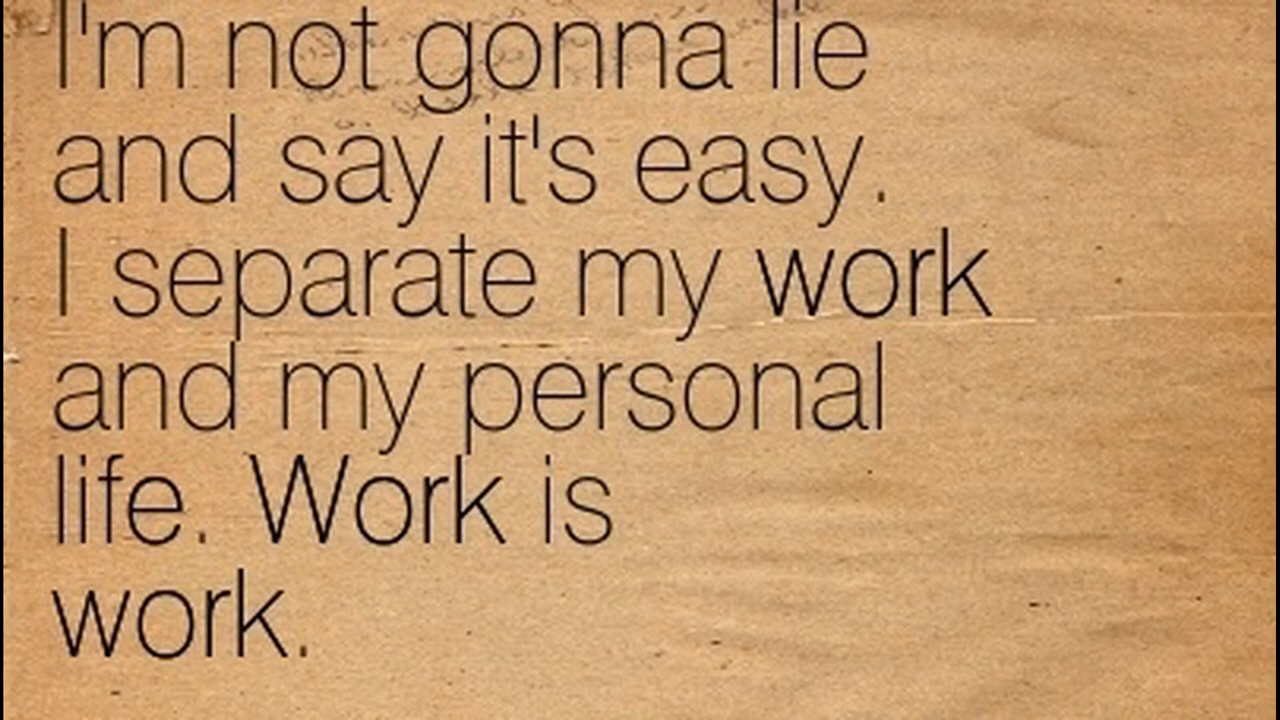 I'm not gonna lie
and say it's easy.
I separate my work
and my personal
life. Work is
work.